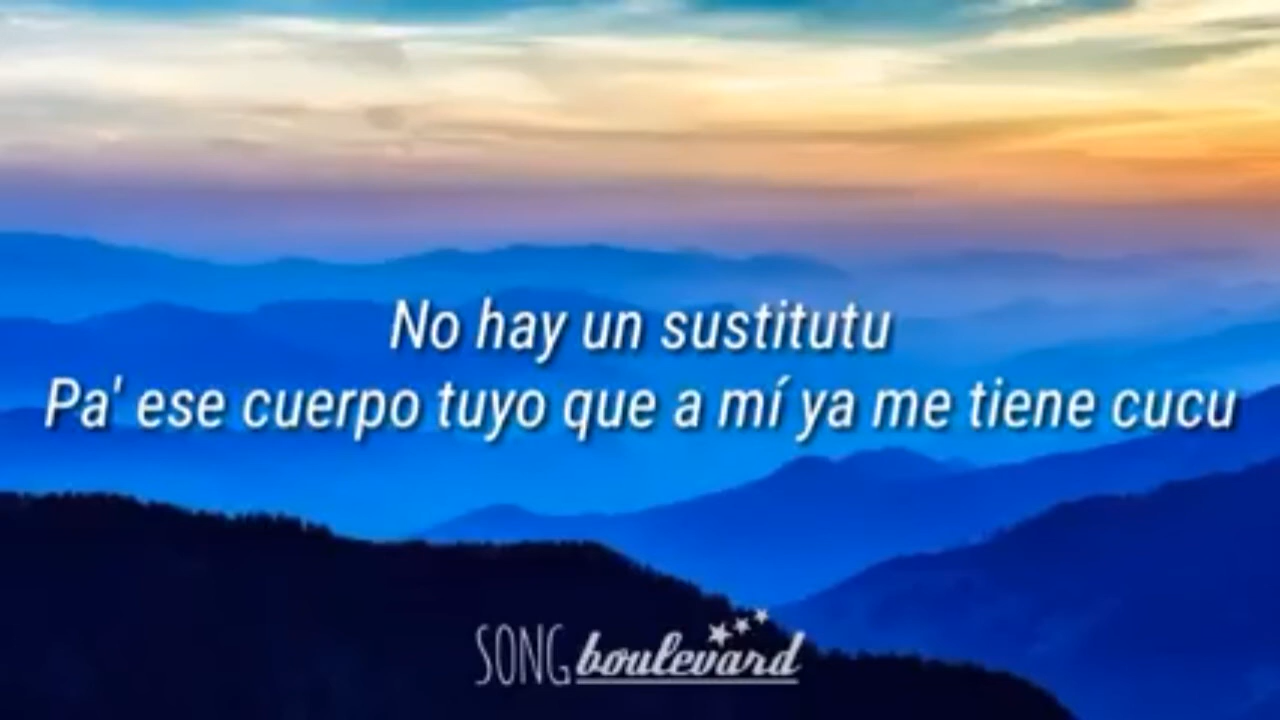 No hay un sustitutu
Pa' ese cuerpo tuyo que a mí ya me tiene cucu
SONG boulevard